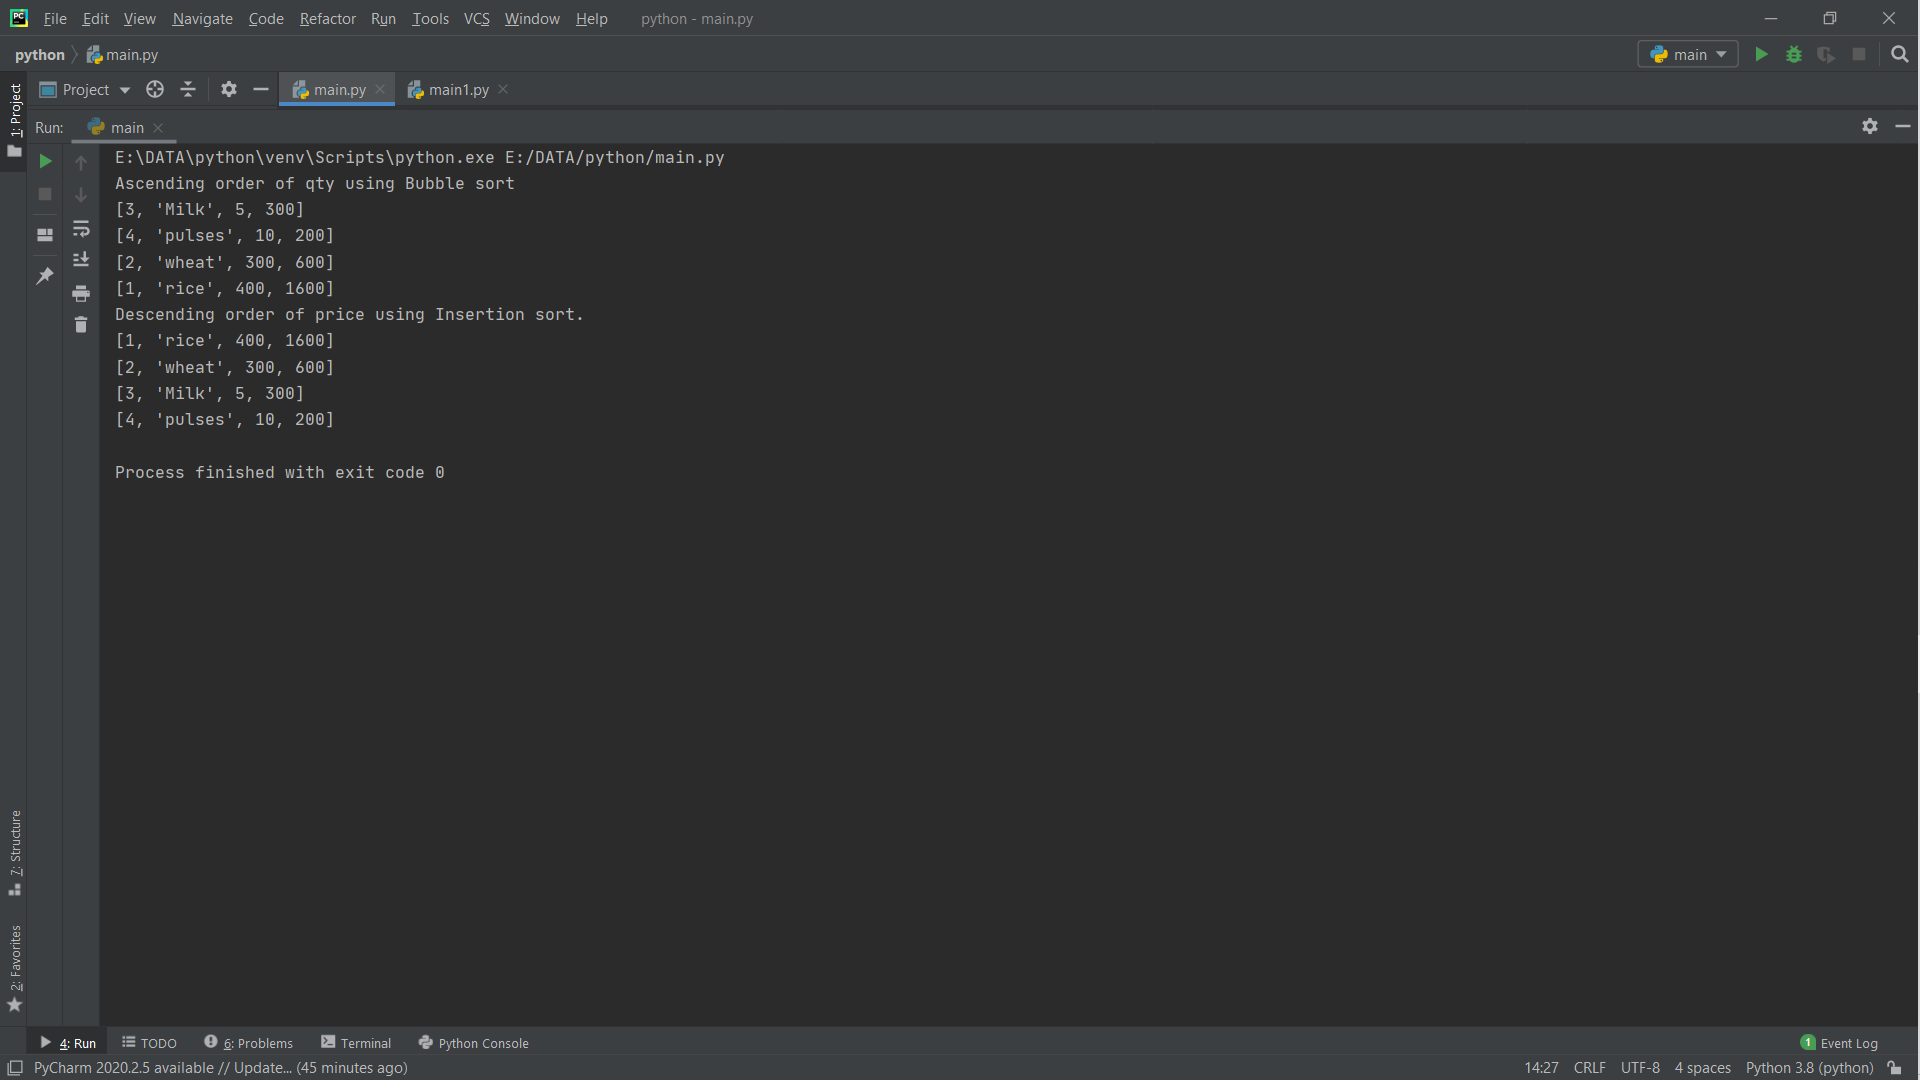 PC File Edit View Navigate Code Refactor Run Tools VCS Window Help python - main.py
python main.py main
1: Project Project main.py main1.py
Run: main
E:\DATA\python\venv\Scripts\python.exe E:/DATA/python/main.py
Ascending order of qty using Bubble sort
[3, 'Milk', 5, 300]
[4, 'pulses', 10, 200]
[2, 'wheat', 300, 600]
[1, 'rice', 400, 1600]
Descending order of price using Insertion sort.
[1, 'rice', 400, 1600]
[2, 'wheat', 300, 600]
[3, 'Milk', 5, 300]
[4, 'pulses', 10, 200]
Process finished with exit code 0
7: Structure
2: Favorites
4: Run TODO 6: Problems Terminal Python Console 1 Event Log
PyCharm 2020.2.5 available // Update... (45 minutes ago) 14:27 CRLF UTF-8 4 spaces Python 3.8 (python)